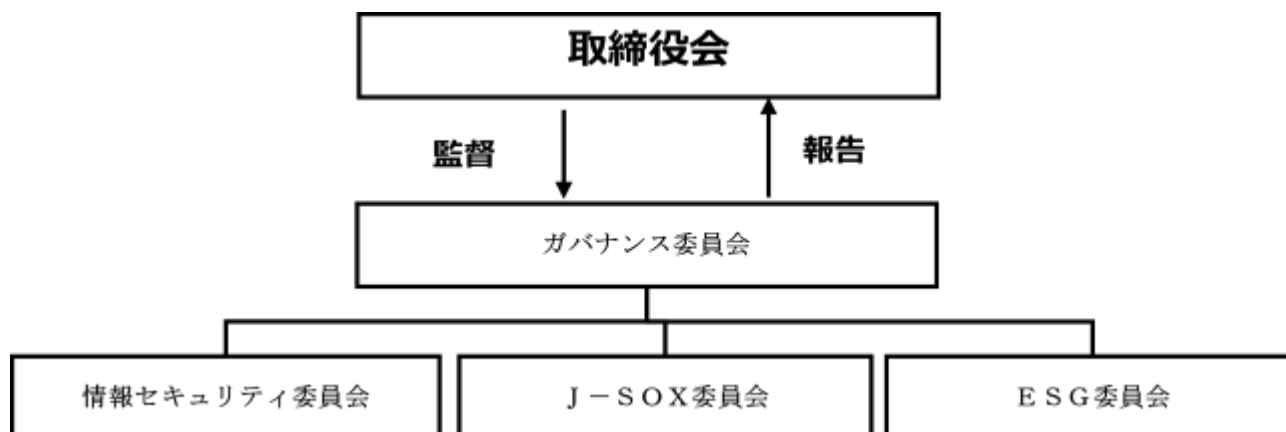 取締役会
監督
報告
ガバナンス委員会
情報セキュリティ委員会
Ｊ－ＳＯＸ委員会
ＥＳＧ委員会